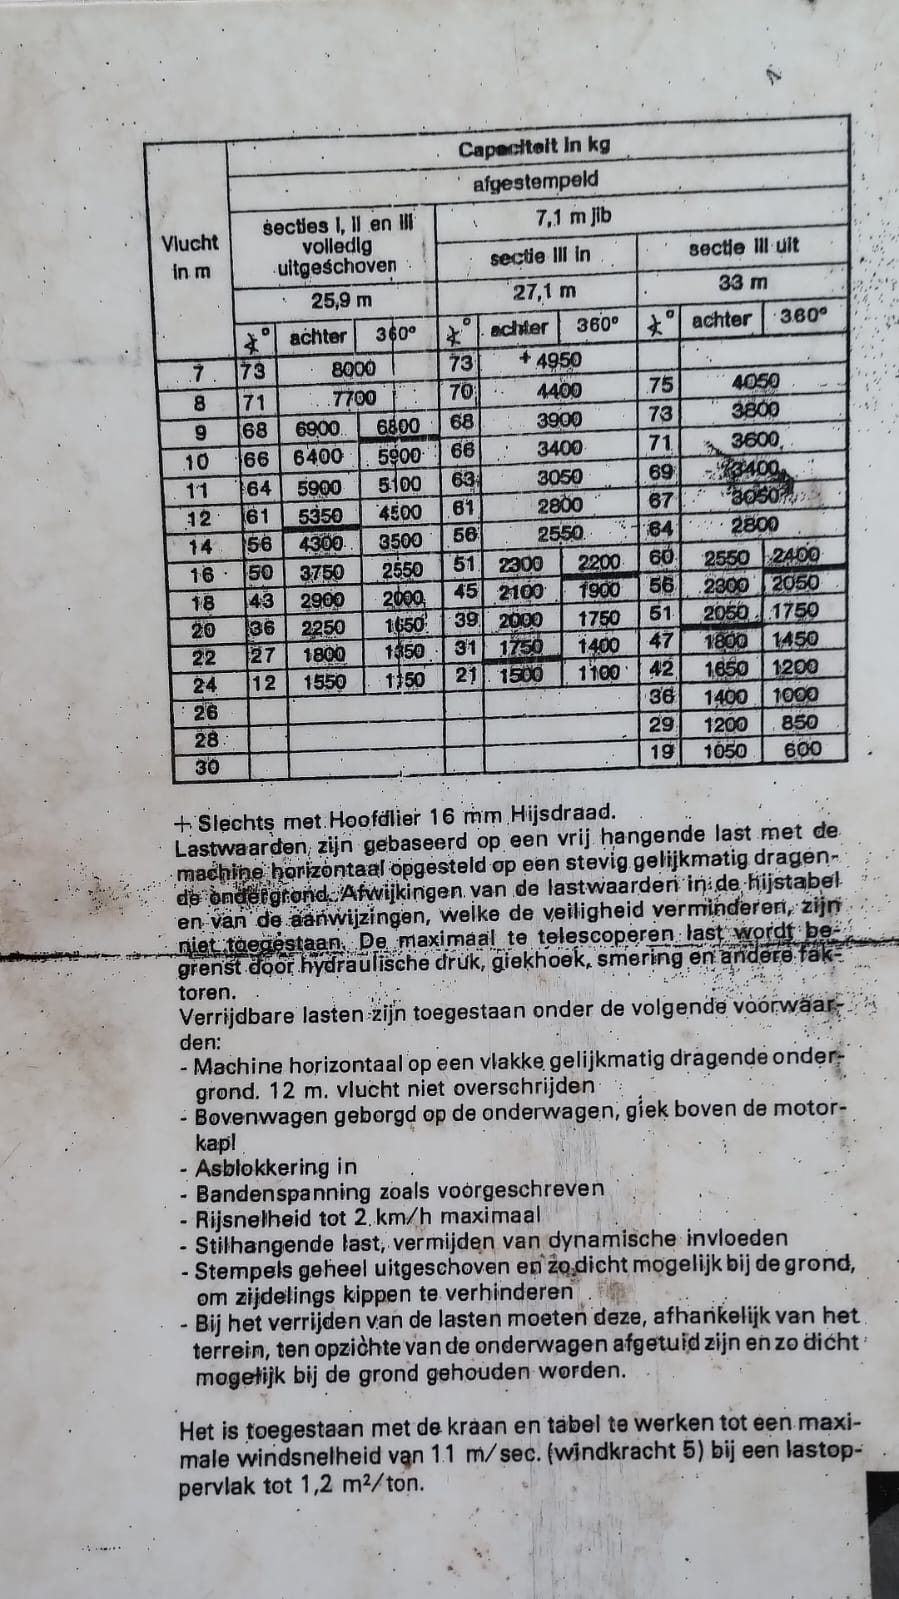 Capaciteit in kg
afgestempeld
Vlucht in m
secties I, II en III volledig uitgeschoven
7,1 m jib
sectie III in
sectie III uit
25,9 m
27,1 m
33 m
∡° achter 360° ∡° achter 360° ∡° achter 360°
7 73 8000 73 + 4950
8 71 7700 70 4400 75 4050
9 68 6900 6800 68 3900 73 3800
10 66 6400 5900 66 3400 71 3600
11 64 5900 5100 63 3050 69 3400
12 61 5350 4500 61 2800 67 3050
14 56 4300 3500 56 2550 64 2800
16 50 3750 2550 51 2300 2200 60 2550 2400
18 43 2900 2000 45 2100 1900 56 2300 2050
20 36 2250 1650 39 2000 1750 51 2050 1750
22 27 1800 1350 31 1750 1400 47 1800 1450
24 12 1550 1150 21 1500 1100 42 1650 1200
26 36 1400 1000
28 29 1200 850
30 19 1050 600
+ Slechts met Hoofdlier 16 mm Hijsdraad.
Lastwaarden zijn gebaseerd op een vrij hangende last met de
machine horizontaal opgesteld op een stevig gelijkmatig dragen-
de ondergrond. Afwijkingen van de lastwaarden in de hijstabel
en van de aanwijzingen, welke de veiligheid verminderen, zijn
niet toegestaan. De maximaal te telescoperen last wordt be-
grenst door hydraulische druk, giekhoek, smering en andere fak-
toren.
Verrijdbare lasten zijn toegestaan onder de volgende voorwaar-
den:
- Machine horizontaal op een vlakke gelijkmatig dragende onder-
grond. 12 m. vlucht niet overschrijden
- Bovenwagen geborgd op de onderwagen, giek boven de motor-
kap!
- Asblokkering in
- Bandenspanning zoals voorgeschreven
- Rijsnelheid tot 2 km/h maximaal
- Stilhangende last, vermijden van dynamische invloeden
- Stempels geheel uitgeschoven en zo dicht mogelijk bij de grond,
om zijdelings kippen te verhinderen
- Bij het verrijden van de lasten moeten deze, afhankelijk van het
terrein, ten opzichte van de onderwagen afgetuid zijn en zo dicht
mogelijk bij de grond gehouden worden.
Het is toegestaan met de kraan en tabel te werken tot een maxi-
male windsnelheid van 11 m/sec. (windkracht 5) bij een lastop-
pervlak tot 1,2 m²/ton.